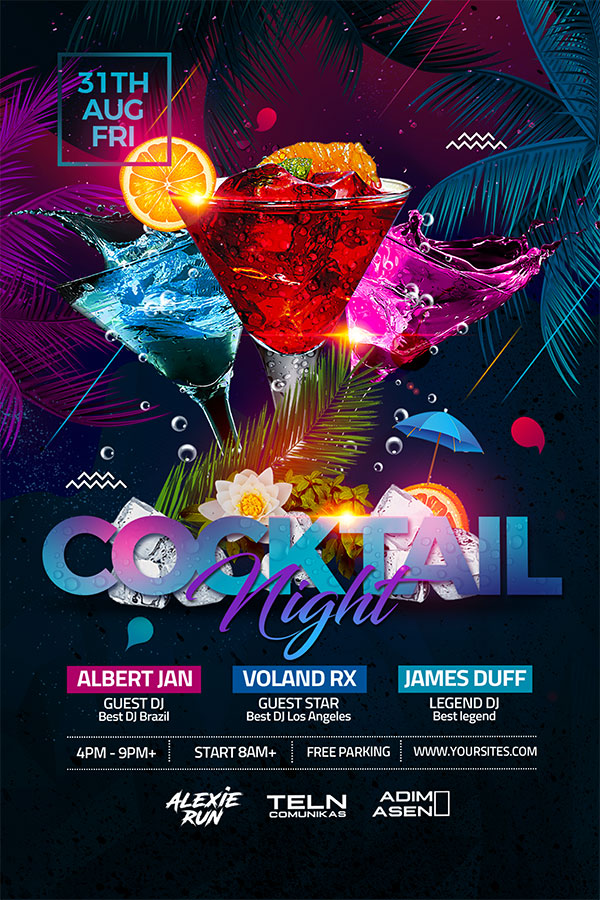 31TH
AUG
FRI
COCKTAIL
Night
ALBERT JAN
GUEST DJ
Best DJ Brazil
VOLAND RX
GUEST STAR
Best DJ Los Angeles
JAMES DUFF
LEGEND DJ
Best legend
4PM - 9PM+ START 8AM+ FREE PARKING WWW.YOURSITES.COM
ALEXIE
RUN
TELN
COMUNIKAS
ADIM
ASEN